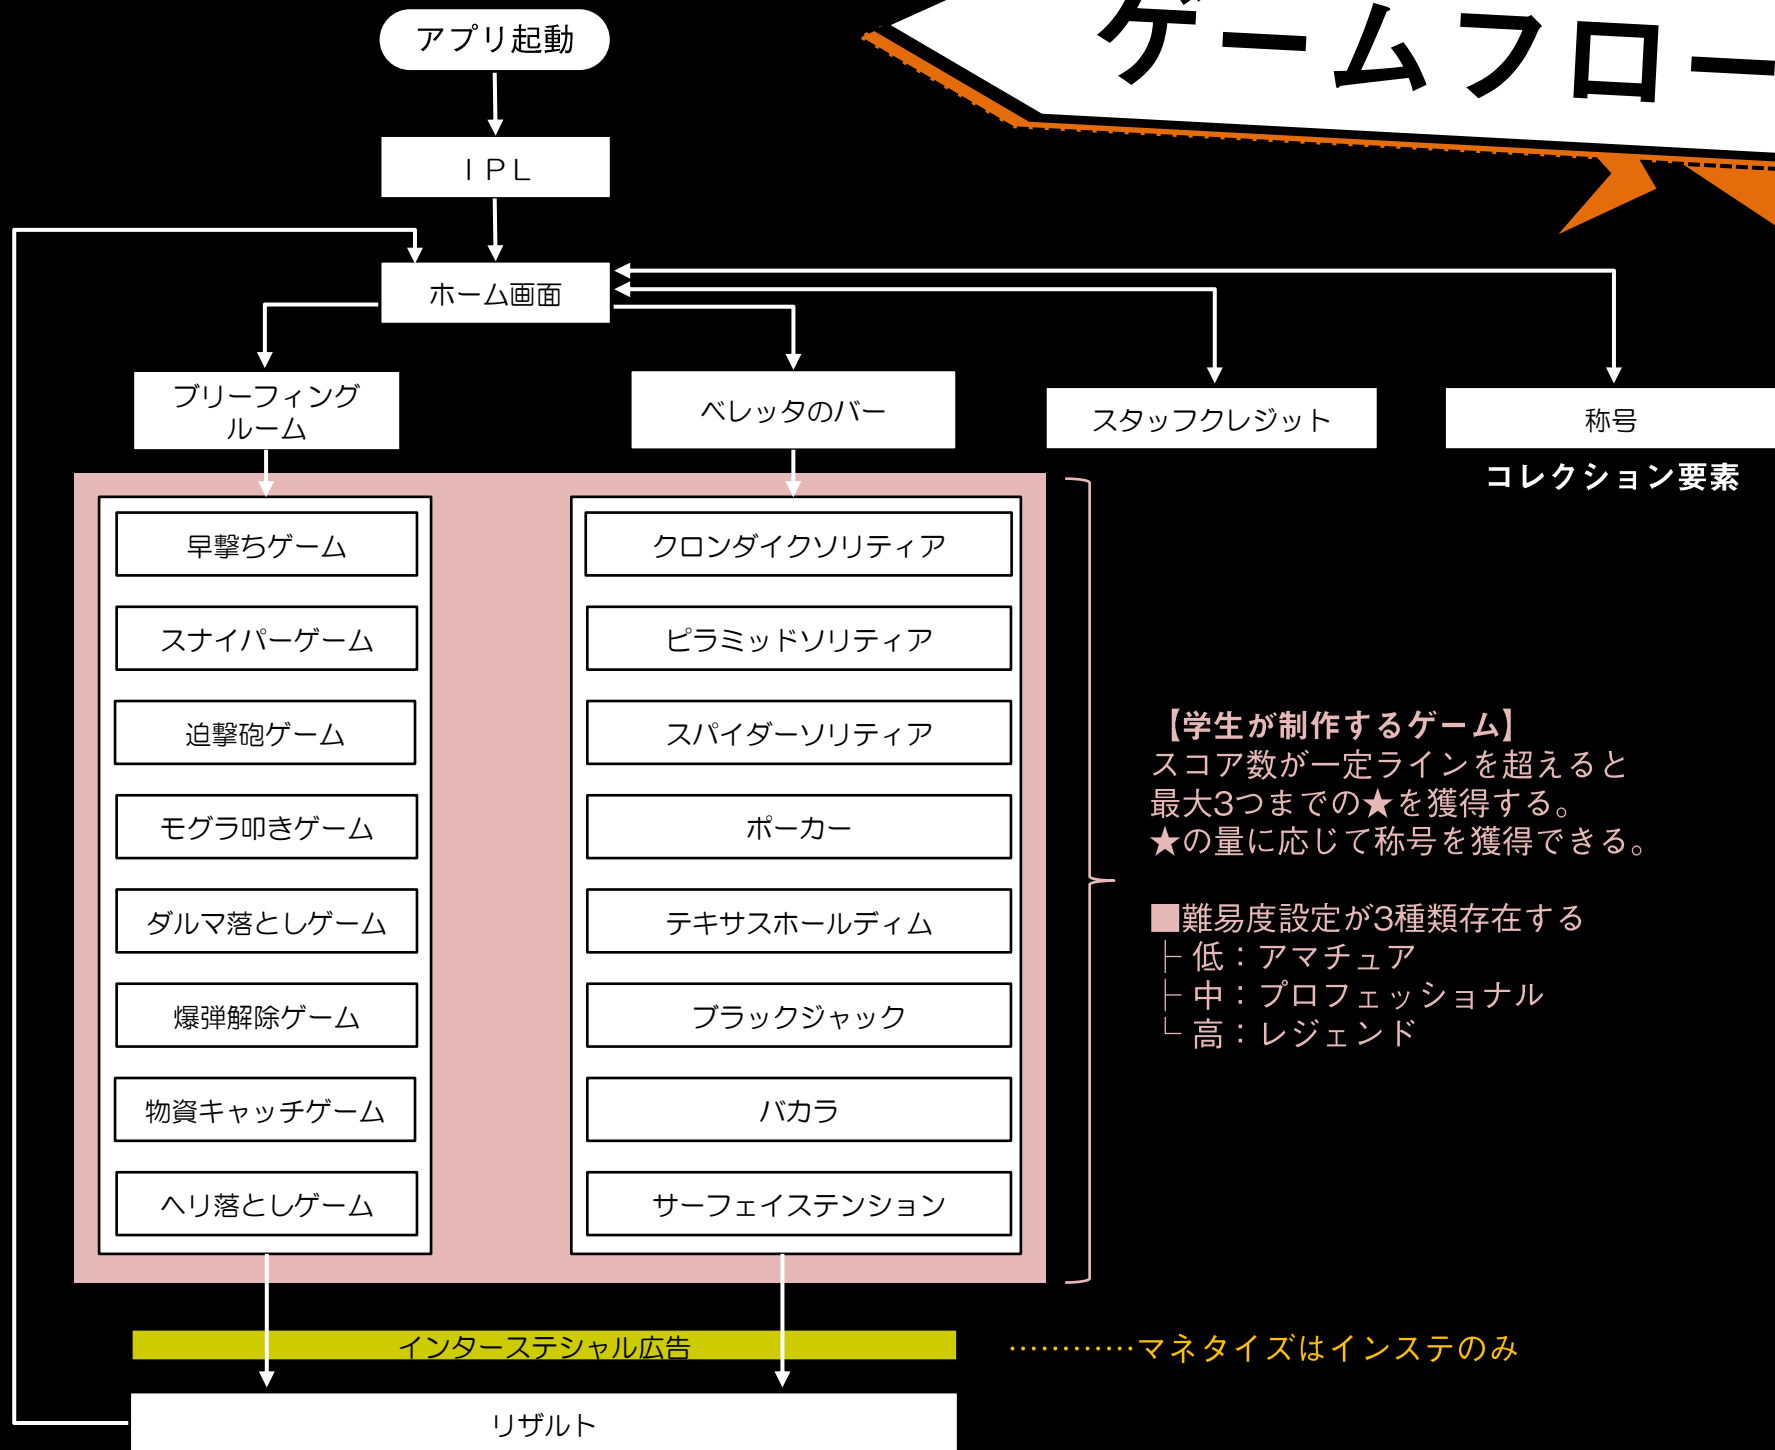 ゲームフロー
アプリ起動
IPL
ホーム画面
ブリーフィング
ルーム
ベレッタのバー
スタッフクレジット
称号
コレクション要素
早撃ちゲーム
スナイパーゲーム
迫撃砲ゲーム
モグラ叩きゲーム
ダルマ落としゲーム
爆弾解除ゲーム
物資キャッチゲーム
ヘリ落としゲーム
クロンダイクソリティア
ピラミッドソリティア
スパイダーソリティア
ポーカー
テキサスホールディム
ブラックジャック
バカラ
サーフェイステンション
【学生が制作するゲーム】
スコア数が一定ラインを超えると
最大3つまでの★を獲得する。
★の量に応じて称号を獲得できる。
■難易度設定が3種類存在する
├ 低：アマチュア
├ 中：プロフェッショナル
└ 高：レジェンド
インターステシャル広告
…………マネタイズはインステのみ
リザルト